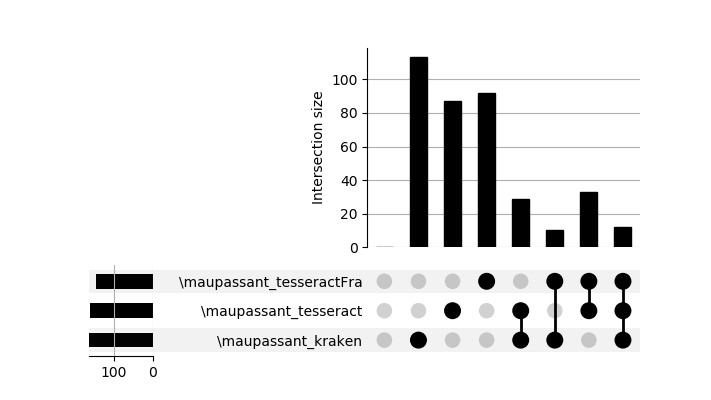 Intersection size
100
80
60
40
20
0
\maupassant_tesseractFra
\maupassant_tesseract
\maupassant_kraken
100 0